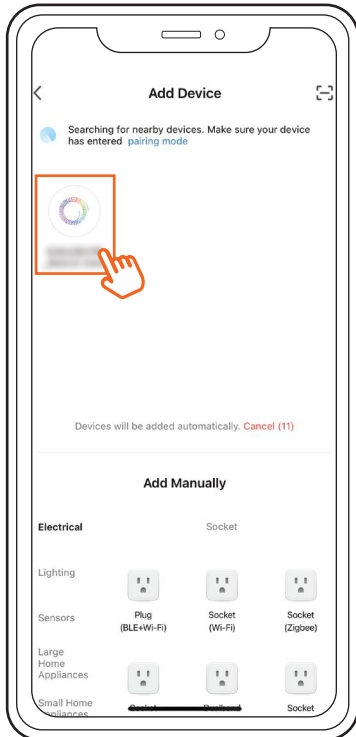 Add Device
Searching for nearby devices. Make sure your device
has entered pairing mode
Devices will be added automatically. Cancel (11)
Add Manually
Electrical
Socket
Lighting
Plug
(BLE+Wi-Fi)
Socket
(Wi-Fi)
Socket
(Zigbee)
Sensors
Large
Home
Appliances
Small Home
Appliances
Socket